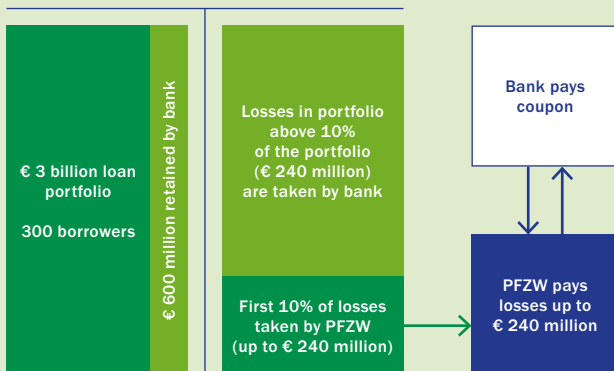 € 3 billion loan
portfolio
300 borrowers
€ 600 million retained by bank
Losses in portfolio
above 10%
of the portfolio
(€ 240 million)
are taken by bank
First 10% of losses
taken by PFZW
(up to € 240 million)
Bank pays
coupon
PFZW pays
losses up to
€ 240 million